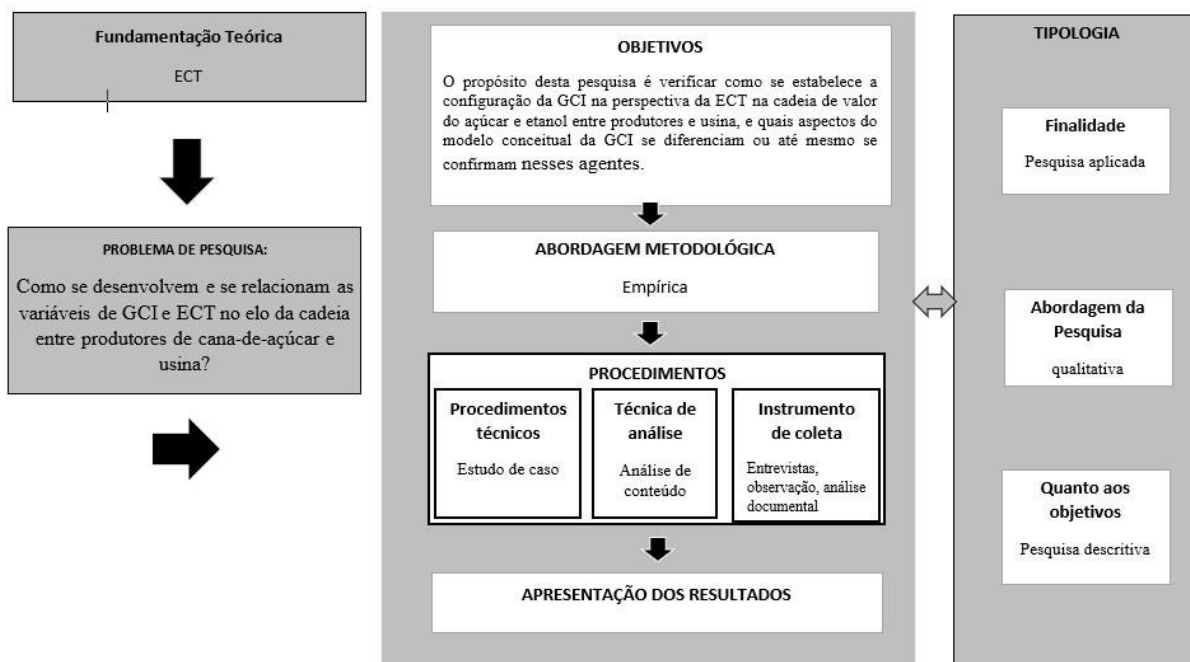 Fundamentação Teórica
ECT
PROBLEMA DE PESQUISA:
Como se desenvolvem e se relacionam as
variáveis de GCI e ECT no elo da cadeia
entre produtores de cana-de-açúcar e
usina?
OBJETIVOS
O propósito desta pesquisa é verificar como se estabelece a
configuração da GCI na perspectiva da ECT na cadeia de valor
do açúcar e etanol entre produtores e usina, e quais aspectos do
modelo conceitual da GCI se diferenciam ou até mesmo se
confirmam nesses agentes.
ABORDAGEM METODOLÓGICA
Empírica
PROCEDIMENTOS
Procedimentos
técnicos
Estudo de caso
Técnica de
análise
Análise de
conteúdo
Instrumento
de coleta
Entrevistas,
observação, análise
documental
APRESENTAÇÃO DOS RESULTADOS
TIPOLOGIA
Finalidade
Pesquisa aplicada
Abordagem da
Pesquisa
qualitativa
Quanto aos
objetivos
Pesquisa descritiva